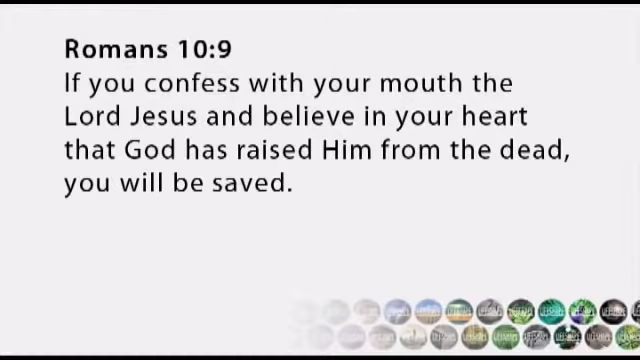 Romans 10:9
If you confess with your mouth the
Lord Jesus and believe in your heart
that God has raised Him from the dead,
you will be saved.